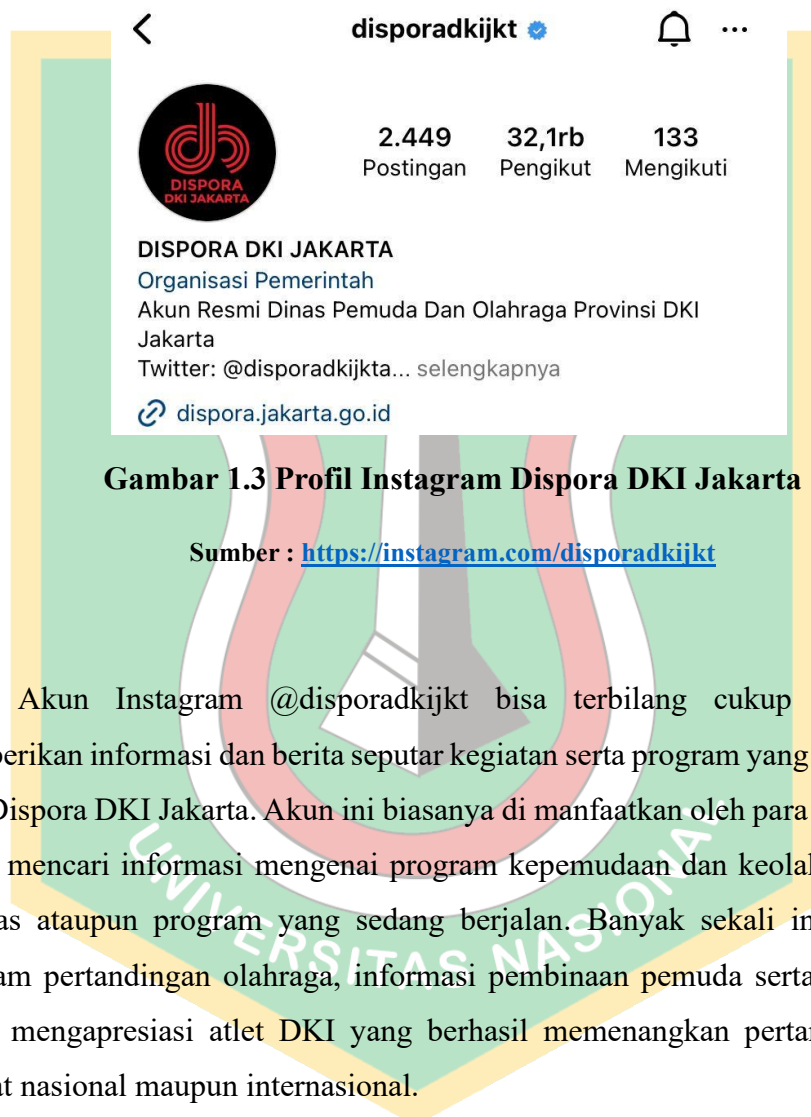 disporadkijkt
2.449 32,1rb 133
Postingan Pengikut Mengikuti
DISPORA
DKI JAKARTA
DISPORA DKI JAKARTA
Organisasi Pemerintah
Akun Resmi Dinas Pemuda Dan Olahraga Provinsi DKI
Jakarta
Twitter: @disporadkijkta... selengkapnya
dispora.jakarta.go.id
Gambar 1.3 Profil Instagram Dispora DKI Jakarta
Sumber : https://instagram.com/disporadkijkt
Akun Instagram @disporadkijkt bisa terbilang cukup
berikan informasi dan berita seputar kegiatan serta program yang
Dispora DKI Jakarta. Akun ini biasanya di manfaatkan oleh para
mencari informasi mengenai program kepemudaan dan keola
as ataupun program yang sedang berjalan. Banyak sekali in
am pertandingan olahraga, informasi pembinaan pemuda serta
mengapresiasi atlet DKI yang berhasil memenangkan pertan
at nasional maupun internasional.
UNIVERSITAS NASIONAL